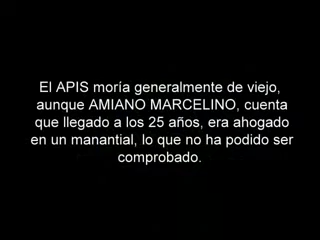 El APIS moría generalmente de viejo,
aunque AMIANO MARCELINO, cuenta
que llegado a los 25 años, era ahogado
en un manantial, lo que no ha podido ser
comprobado.